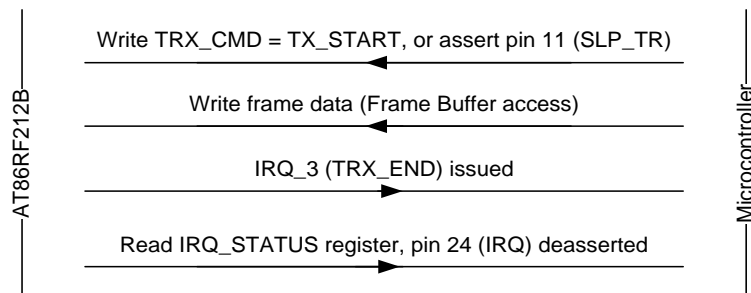 Write TRX_CMD = TX_START, or assert pin 11 (SLP_TR)
Write frame data (Frame Buffer access)
IRQ_3 (TRX_END) issued
Read IRQ_STATUS register, pin 24 (IRQ) deasserted
AT86RF212B
Microcontroller